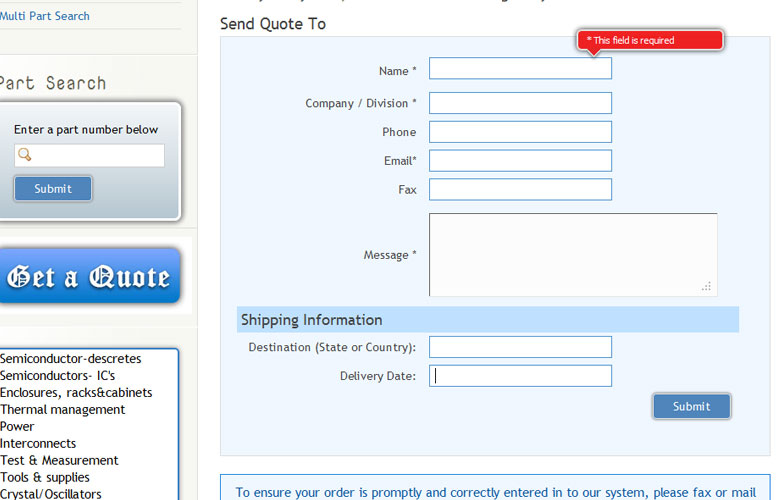 Multi Part Search
Part Search
Enter a part number below
Submit
Get a Quote
Semiconductor-descretes
Semiconductors- IC's
Enclosures, racks&cabinets
Thermal management
Power
Interconnects
Test & Measurement
Tools & supplies
Crystal/Oscillators
Send Quote To
* This field is required
Name *
Company / Division *
Phone
Email*
Fax
Message *
Shipping Information
Destination (State or Country):
Delivery Date:
Submit
To ensure your order is promptly and correctly entered in to our system, please fax or mail